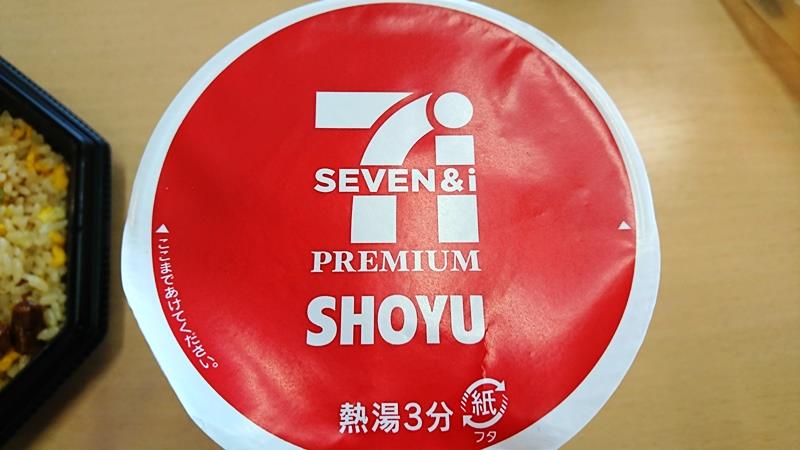 7i
SEVEN&i
PREMIUM
SHOYU
▲ここまであけてください。
▲
熱湯3分
紙
フタ